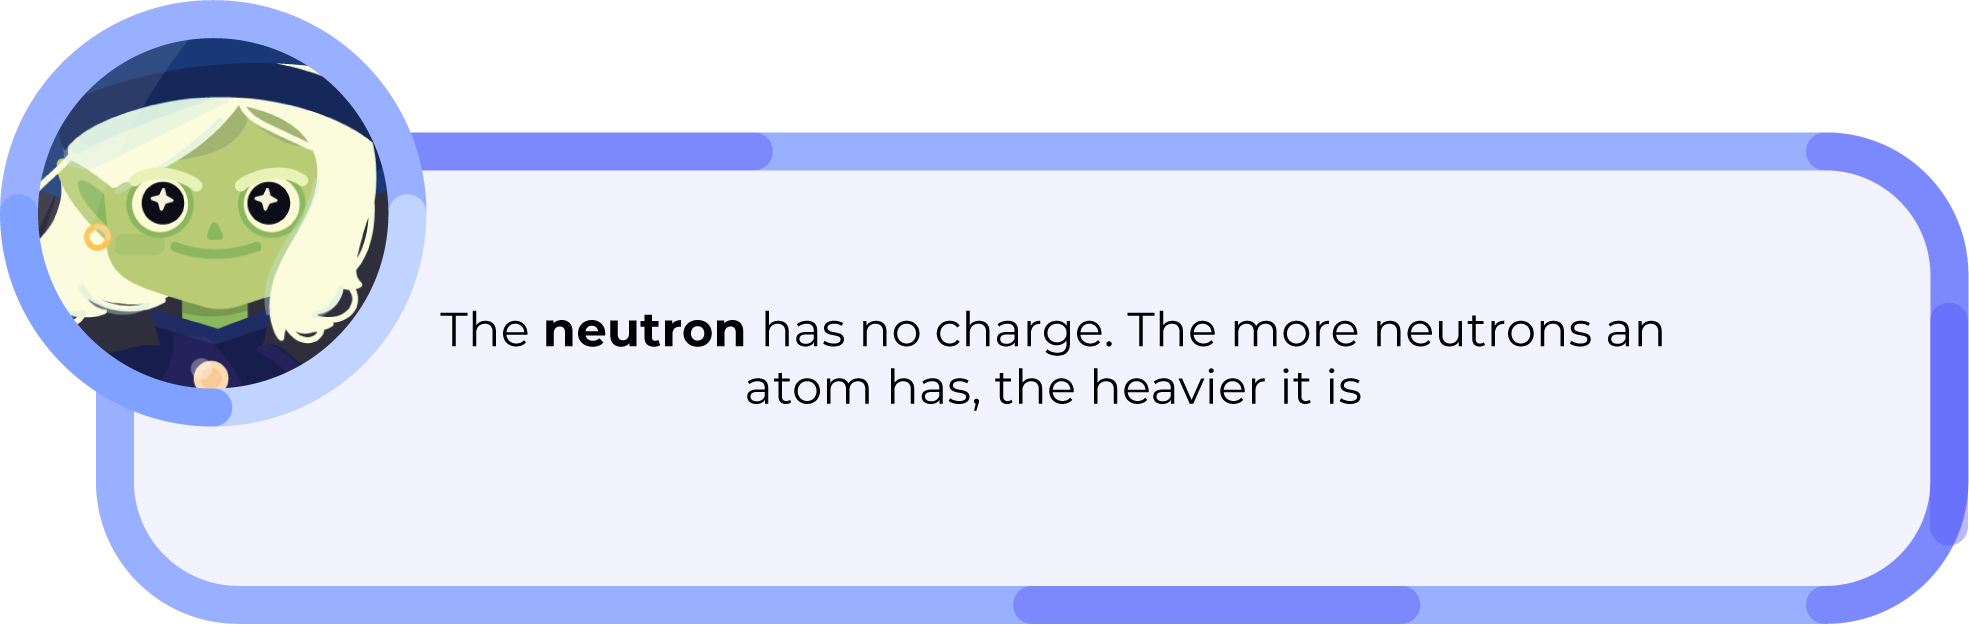 The neutron has no charge. The more neutrons an
atom has, the heavier it is